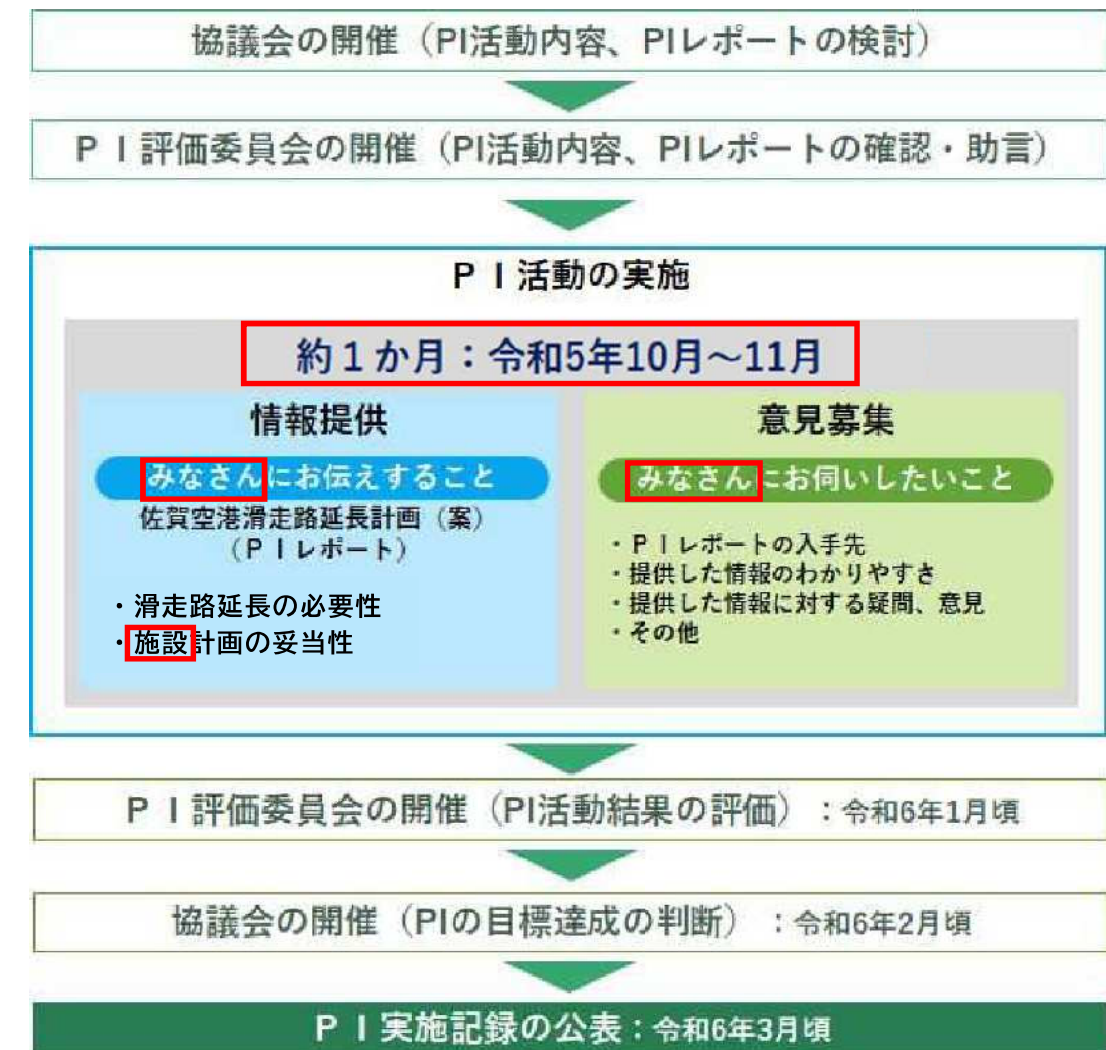 協議会の開催（PI活動内容、PIレポートの検討）
ＰＩ評価委員会の開催（PI活動内容、PIレポートの確認・助言）
ＰＩ活動の実施
約１か月：令和5年10月～11月
情報提供
みなさんにお伝えすること
佐賀空港滑走路延長計画（案）
（ＰＩレポート）
・滑走路延長の必要性
・施設計画の妥当性
意見募集
みなさんにお伺いしたいこと
・ＰＩレポートの入手先
・提供した情報のわかりやすさ
・提供した情報に対する疑問、意見
・その他
ＰＩ評価委員会の開催（PI活動結果の評価）：令和6年1月頃
協議会の開催（PIの目標達成の判断）：令和6年2月頃
ＰＩ実施記録の公表：令和6年3月頃